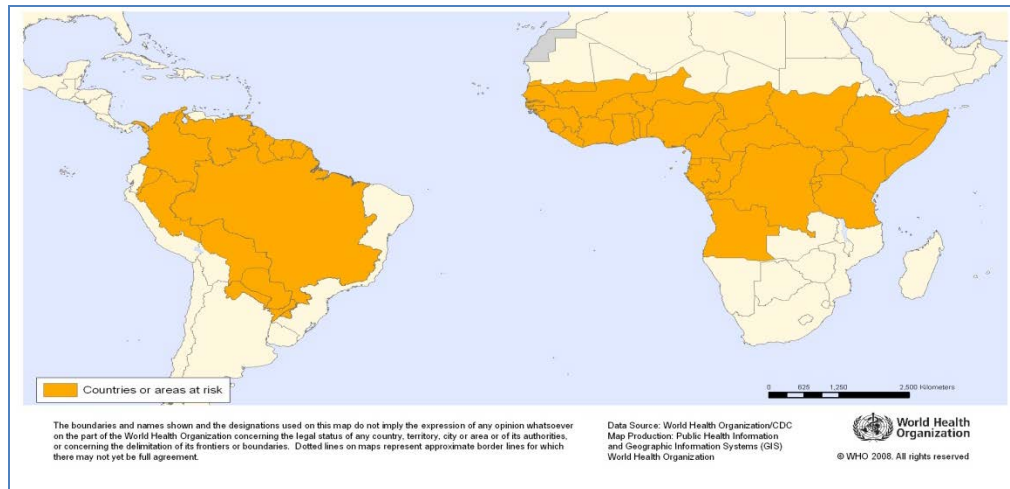 Countries or areas at risk
0 625 1,250 2,500 Kilometers
The boundaries and names shown and the designations used on this map do not imply the expression of any opinion whatsoever
on the part of the World Health Organization concerning the legal status of any country, territory, city or area or of its authorities,
or concerning the delimitation of its frontiers or boundaries. Dotted lines on maps represent approximate border lines for which
there may not yet be full agreement.
Data Source: World Health Organization/CDC
Map Production: Public Health Information
and Geographic Information Systems (GIS)
World Health Organization
World Health
Organization
© WHO 2008. All rights reserved